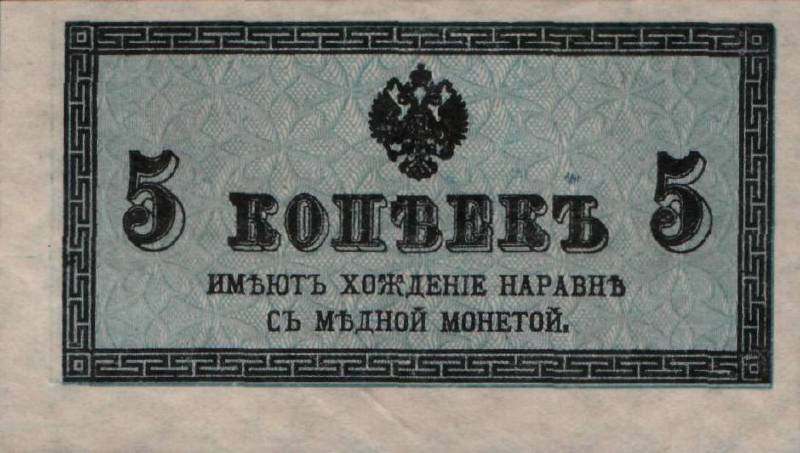 5 КОПѢЕКЪ 5
ИМѢЮТЪ ХОЖДЕНІЕ НАРАВНѢ
СЪ МѢДНОЙ МОНЕТОЙ.